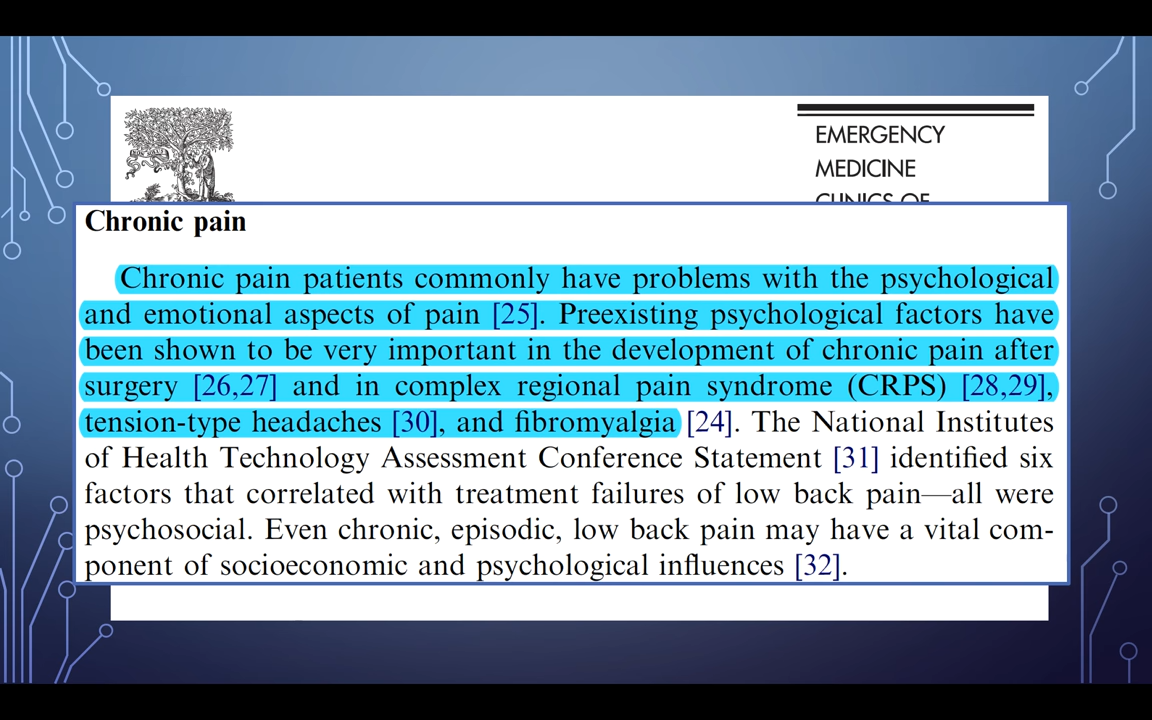 EMERGENCY
MEDICINE
CLINICS OF
Chronic pain
Chronic pain patients commonly have problems with the psychological
and emotional aspects of pain [25]. Preexisting psychological factors have
been shown to be very important in the development of chronic pain after
surgery [26,27] and in complex regional pain syndrome (CRPS) [28,29],
tension-type headaches [30], and fibromyalgia [24]. The National Institutes
of Health Technology Assessment Conference Statement [31] identified six
factors that correlated with treatment failures of low back pain—all were
psychosocial. Even chronic, episodic, low back pain may have a vital com-
ponent of socioeconomic and psychological influences [32].